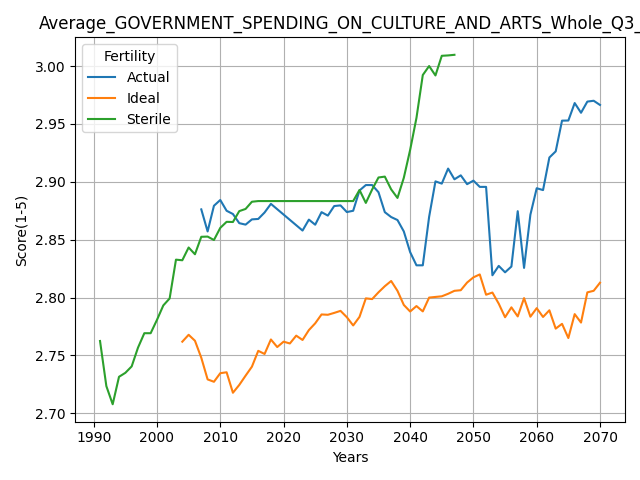 Average_GOVERNMENT_SPENDING_ON_CULTURE_AND_ARTS_Whole_Q3_
Fertility
Actual
Ideal
Sterile
Score(1-5)
3.00
2.95
2.90
2.85
2.80
2.75
2.70
1990 2000 2010 2020 2030 2040 2050 2060 2070
Years